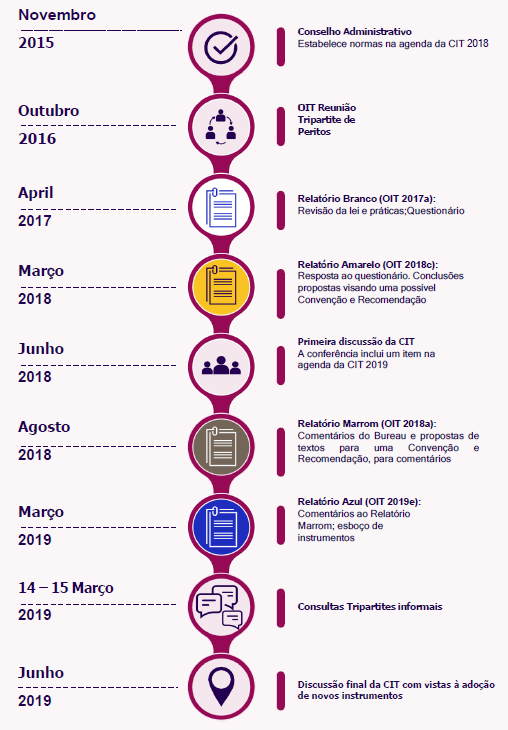 Novembro
2015
Conselho Administrativo
Estabelece normas na agenda da CIT 2018
Outubro
2016
OIT Reunião
Tripartite de
Peritos
April
2017
Relatório Branco (OIT 2017a):
Revisão da lei e práticas;Questionário
Março
2018
Relatório Amarelo (OIT 2018c):
Resposta ao questionário. Conclusões
propostas visando uma possível
Convenção e Recomendação
Junho
2018
Primeira discussão da CIT
A conferência inclui um item na
agenda da CIT 2019
Agosto
2018
Relatório Marrom (OIT 2018a):
Comentários do Bureau e propostas de
textos para uma Convenção e
Recomendação, para comentários
Março
2019
Relatório Azul (OIT 2019e):
Comentários ao Relatório
Marrom; esboço de
instrumentos
14 – 15 Março
2019
Consultas Tripartites informais
Junho
2019
Discussão final da CIT com vistas à adoção
de novos instrumentos